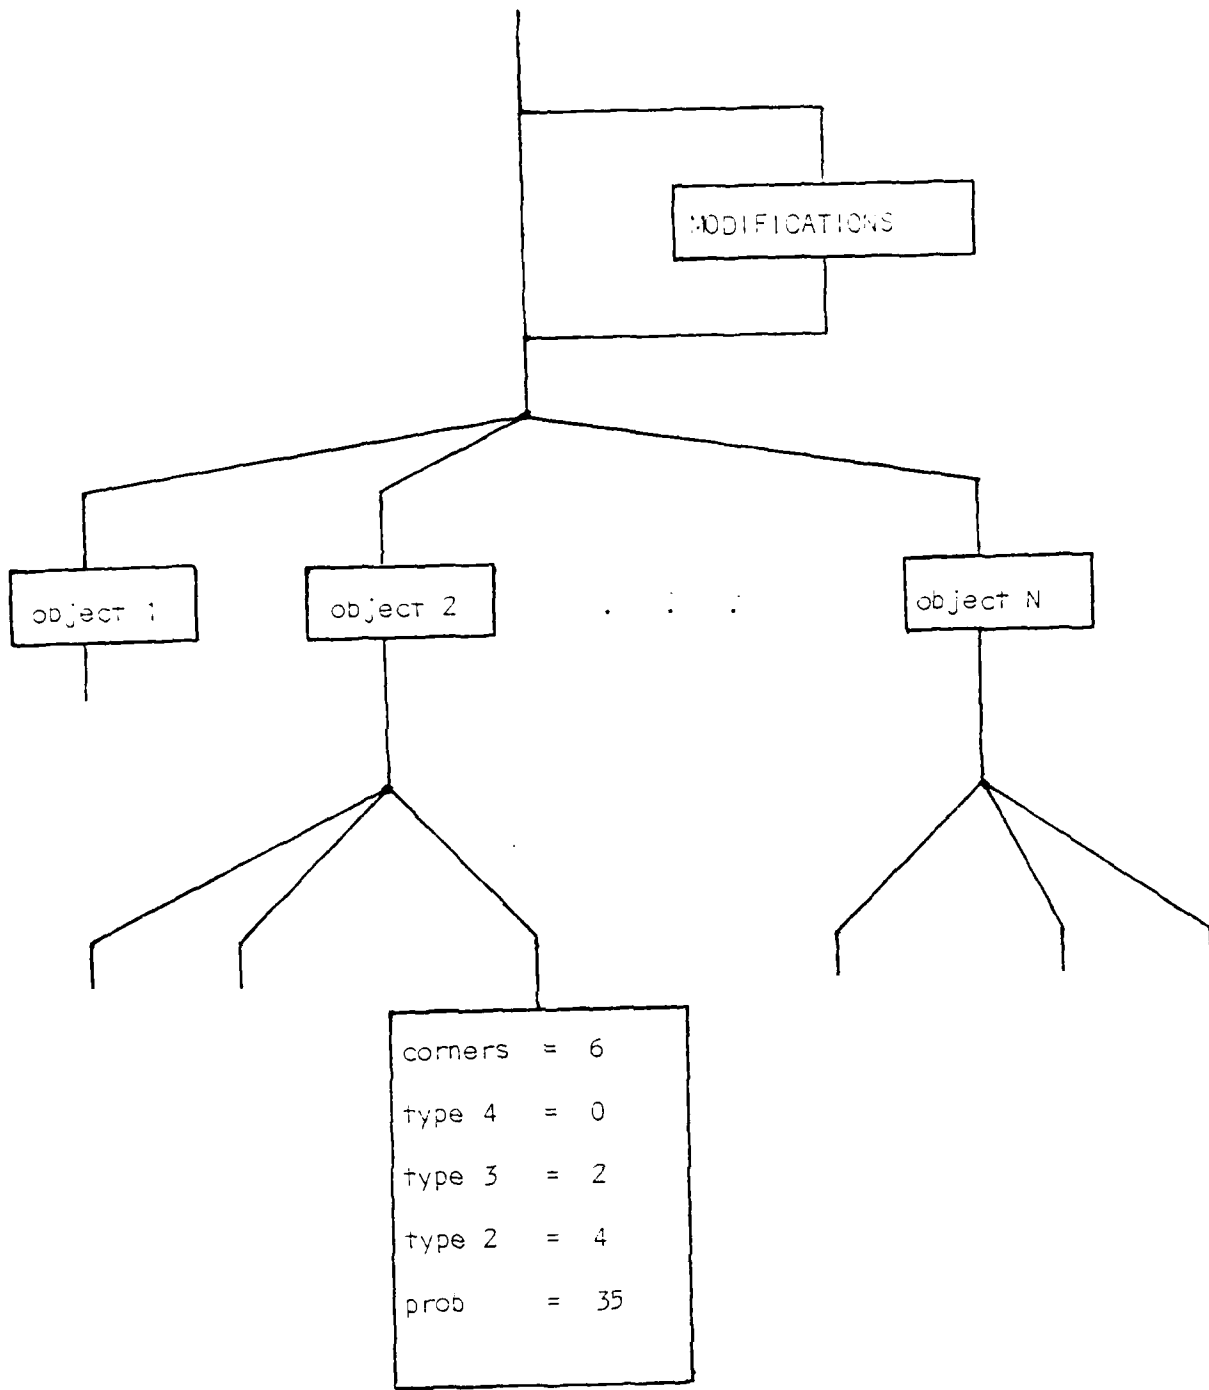 MODIFICATIONS
object 1
object 2
. . .
object N
corners = 6
type 4 = 0
type 3 = 2
type 2 = 4
prob = 35